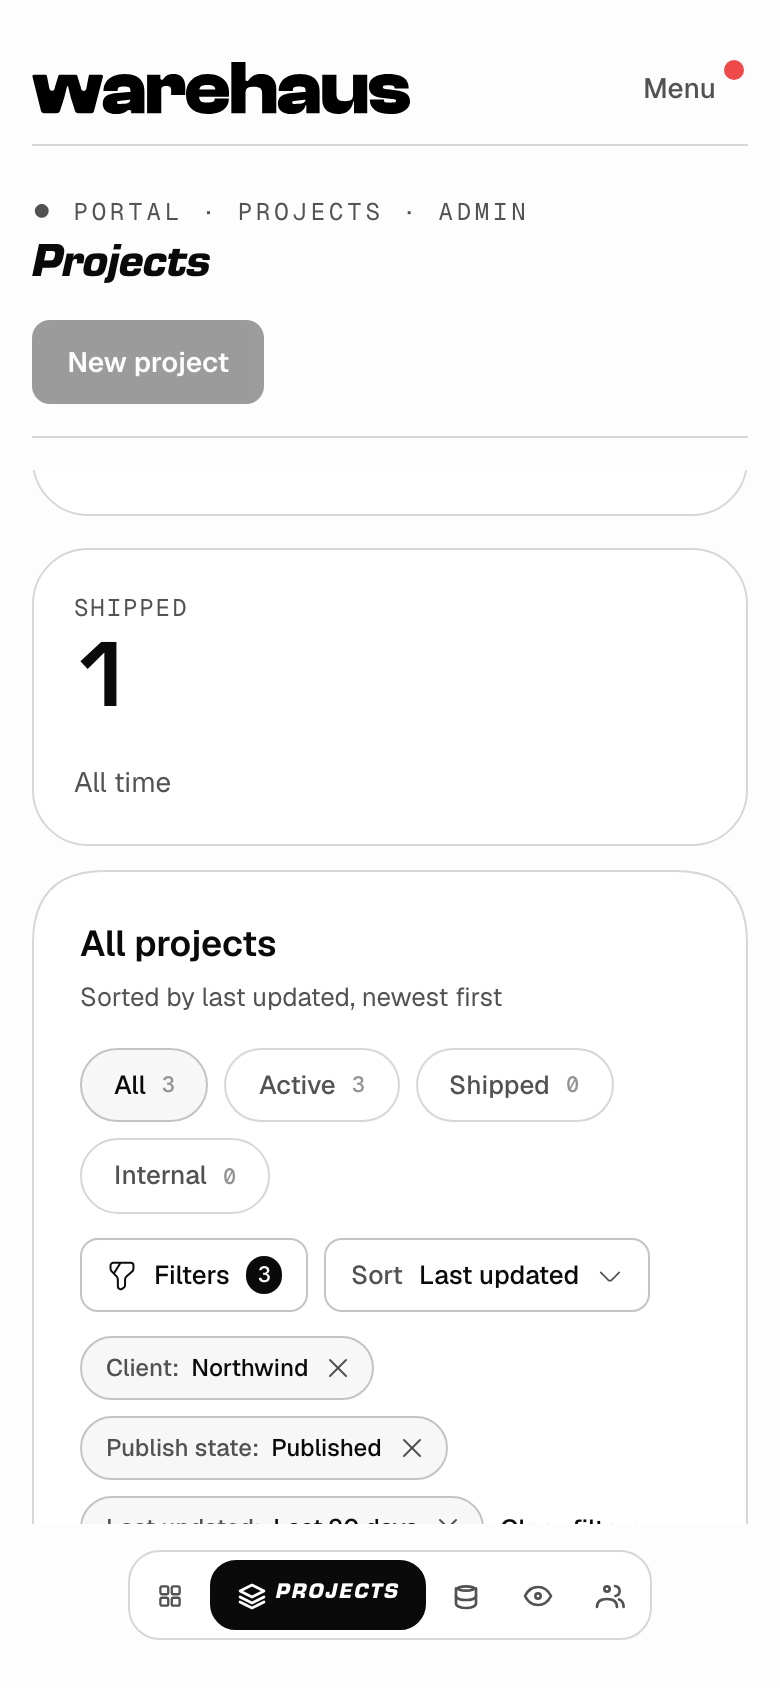 warehaus
Menu
PORTAL · PROJECTS · ADMIN
Projects
New project
SHIPPED
1
All time
All projects
Sorted by last updated, newest first
All 3 Active 3 Shipped 0
Internal 0
Filters 3 Sort Last updated
Client: Northwind
Publish state: Published
PROJECTS